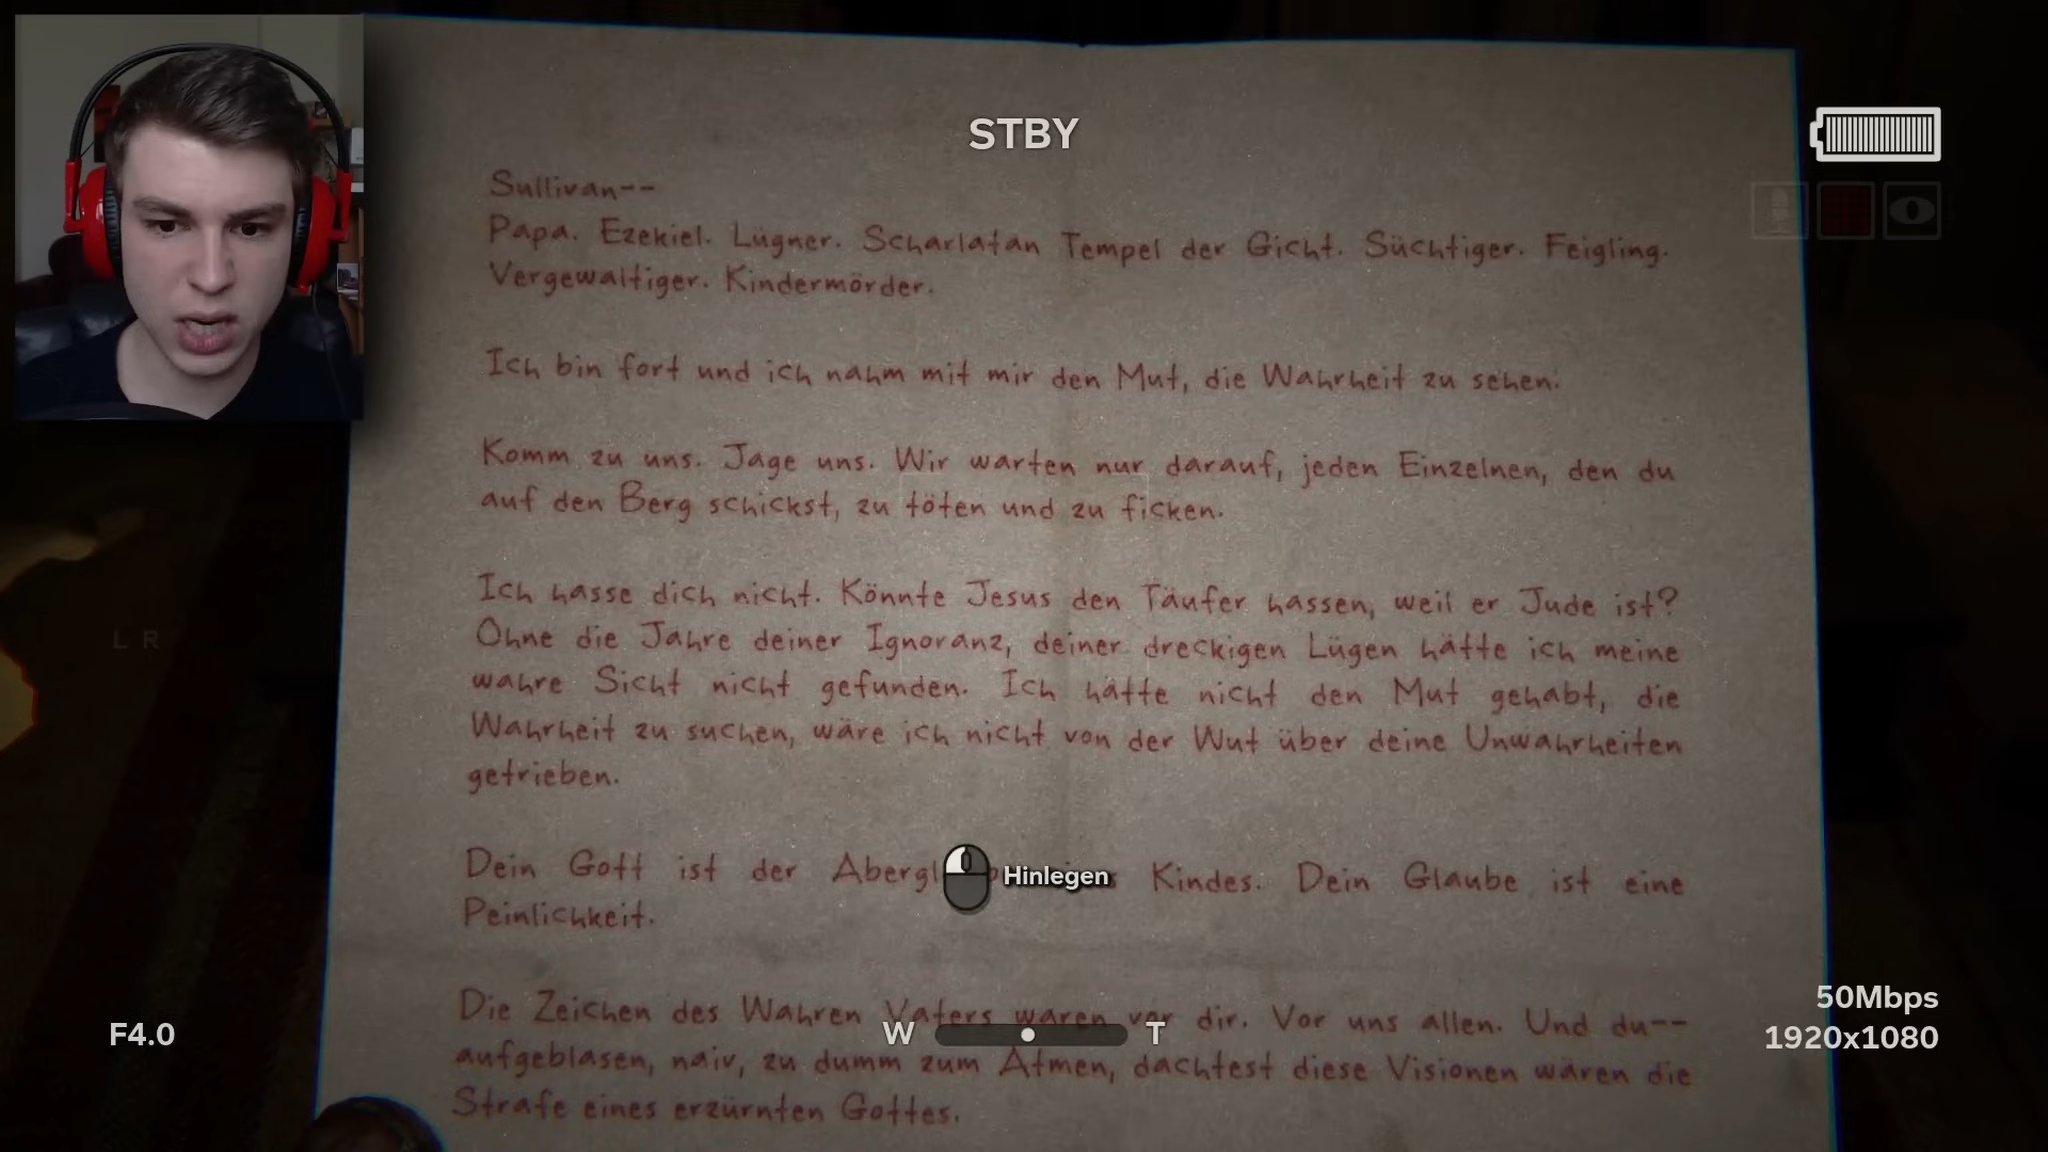 STBY
Sullivan--
Papa. Ezekiel. Lügner. Scharlatan Tempel der Gicht. Süchtiger. Feigling.
Vergewaltiger. Kindermörder.
Ich bin fort und ich nahm mit mir den Mut, die Wahrheit zu sehen.
Komm zu uns. Jage uns. Wir warten nur darauf, jeden Einzelnen, den du
auf den Berg schickst, zu töten und zu ficken.
Ich hasse dich nicht. Könnte Jesus den Täufer hassen, weil er Jude ist?
L R
Ohne die Jahre deiner Ignoranz, deiner dreckigen Lügen hätte ich meine
wahre Sicht nicht gefunden. Ich hätte nicht den Mut gehabt, die
Wahrheit zu suchen, wäre ich nicht von der Wut über deine Unwahrheiten
getrieben.
Dein Gott ist der Kindes. Dein Glaube ist eine
Hinlegen
Peinlichkeit.
Die Zeichen des Wahren Vaters waren vor dir. Vor uns allen. Und du--
aufgeblasen, naiv, zu dumm zum Atmen, dachtest diese Visionen wären die
Strafe eines erzürnten Gottes.
F4.0
W T
50Mbps
1920x1080